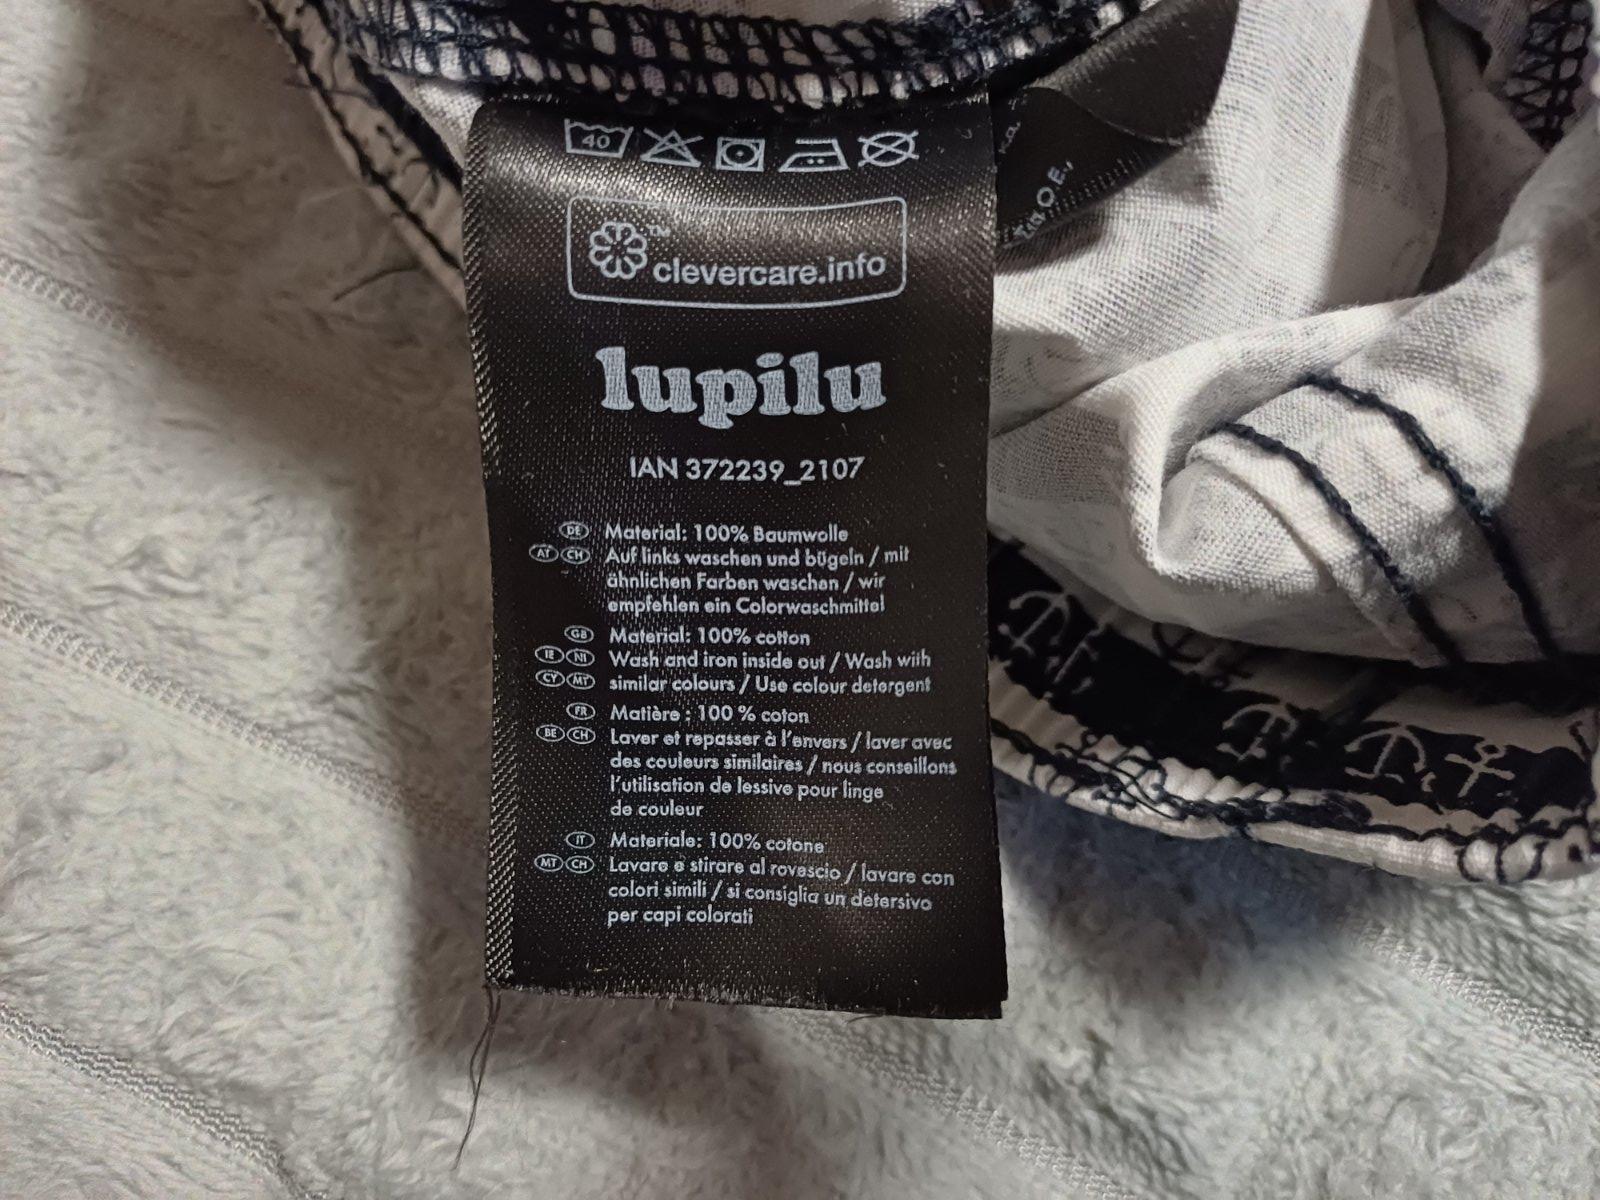 40
clevercare.info
TM
lupilu
IAN 372239_2107
DE Material: 100% Baumwolle
AT CH Auf links waschen und bügeln / mit
ähnlichen Farben waschen / wir
empfehlen ein Colorwaschmittel
GB Material: 100% cotton
IE NI Wash and iron inside out / Wash with
CY MT similar colours / Use colour detergent
FR Matière : 100 % coton
BE CH Laver et repasser à l'envers / laver avec
des couleurs similaires / nous conseillons
l'utilisation de lessive pour linge
de couleur
IT Materiale: 100% cotone
MT CH Lavare e stirare al rovescio / lavare con
colori simili / si consiglia un detersivo
per capi colorati